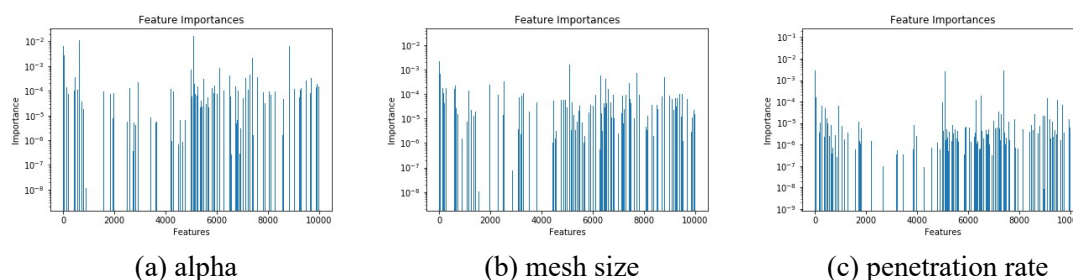 Feature Importances
10⁻²
10⁻³
10⁻⁴
10⁻⁵
10⁻⁶
10⁻⁷
10⁻⁸
Importance
0 2000 4000 6000 8000 10000
Features
(a) alpha
Feature Importances
10⁻²
10⁻³
10⁻⁴
10⁻⁵
10⁻⁶
10⁻⁷
10⁻⁸
Importance
0 2000 4000 6000 8000 10000
Features
(b) mesh size
Feature Importances
10⁻¹
10⁻²
10⁻³
10⁻⁴
10⁻⁵
10⁻⁶
10⁻⁷
10⁻⁸
10⁻⁹
Importance
0 2000 4000 6000 8000 1000
Features
(c) penetration rate